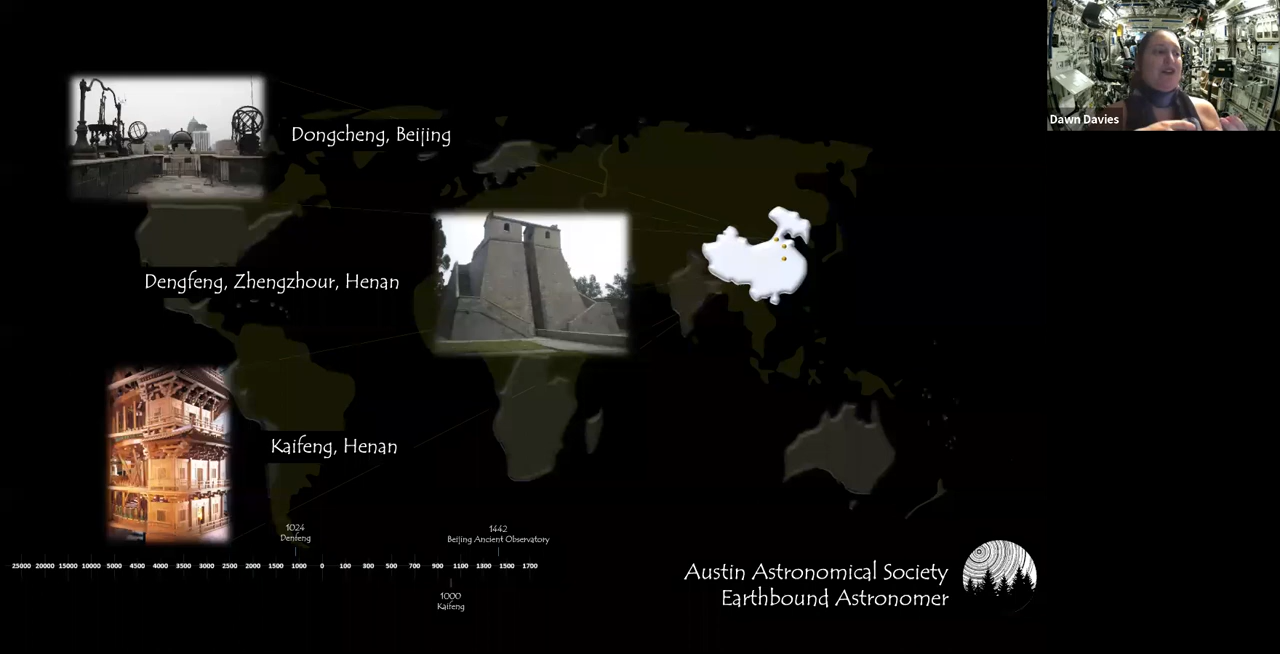 Dawn Davies
Dongcheng, Beijing
Dengfeng, Zhengzhour, Henan
Kaifeng, Henan
1024
Denfeng
1442
Beijing Ancient Observatory
25000 20000 15000 10000 5000 4500 4000 3500 3000 2500 2000 1500 1000 0 100 300 500 700 900 1100 1300 1500 1700
1000
Kaifeng
Austin Astronomical Society
Earthbound Astronomer